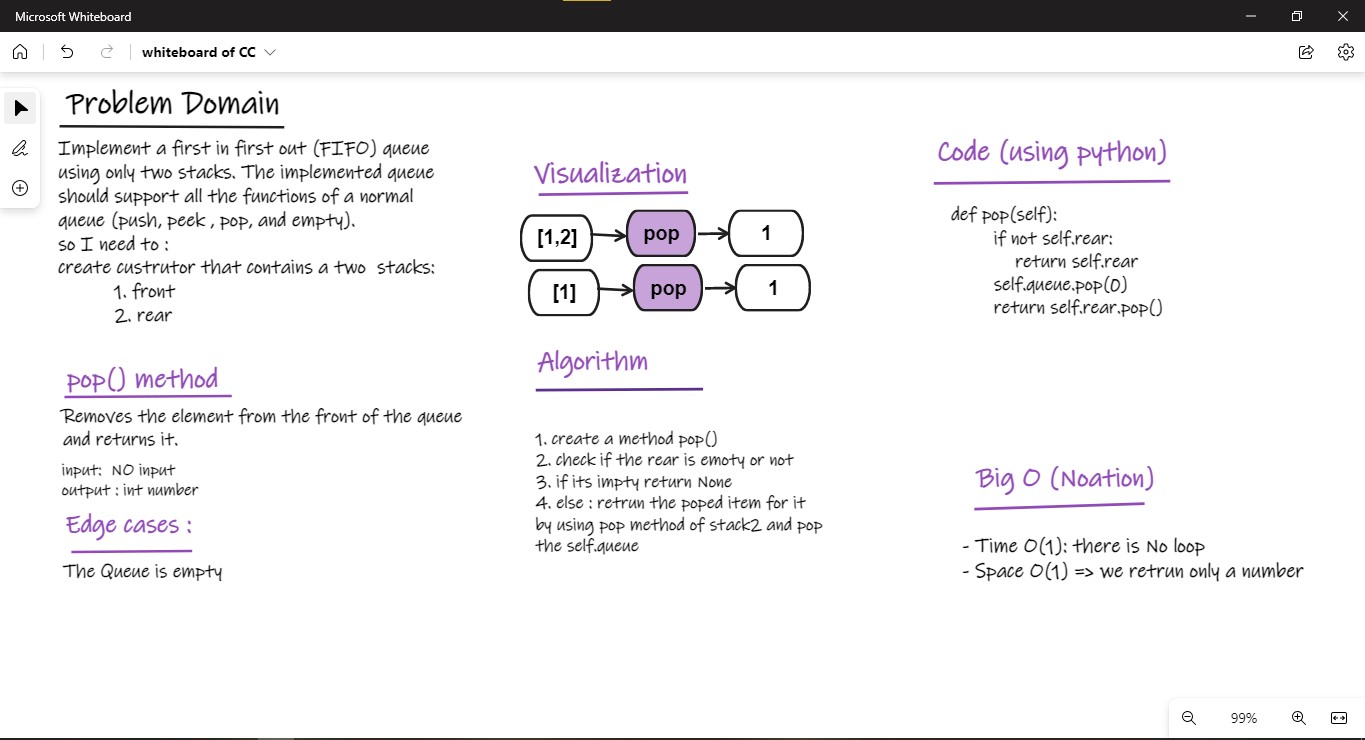 Microsoft Whiteboard
whiteboard of CC
Problem Domain
Implement a first in first out (FIFO) queue
using only two stacks. The implemented queue
should support all the functions of a normal
queue (push, peek , pop, and empty).
so I need to :
create custrutor that contains a two stacks:
1. front
2. rear
pop() method
Removes the element from the front of the queue
and returns it.
input: NO input
output : int number
Edge cases :
The Queue is empty
Visualization
[1,2] pop 1
[1] pop 1
Algorithm
1. create a method pop()
2. check if the rear is emoty or not
3. if its impty return None
4. else : retrun the poped item for it
by using pop method of stack2 and pop
the self.queue
Code (using python)
def pop(self):
if not self.rear:
return self.rear
self.queue.pop(0)
return self.rear.pop()
Big O (Noation)
- Time O(1): there is No loop
- Space O(1) => we retrun only a number
99%